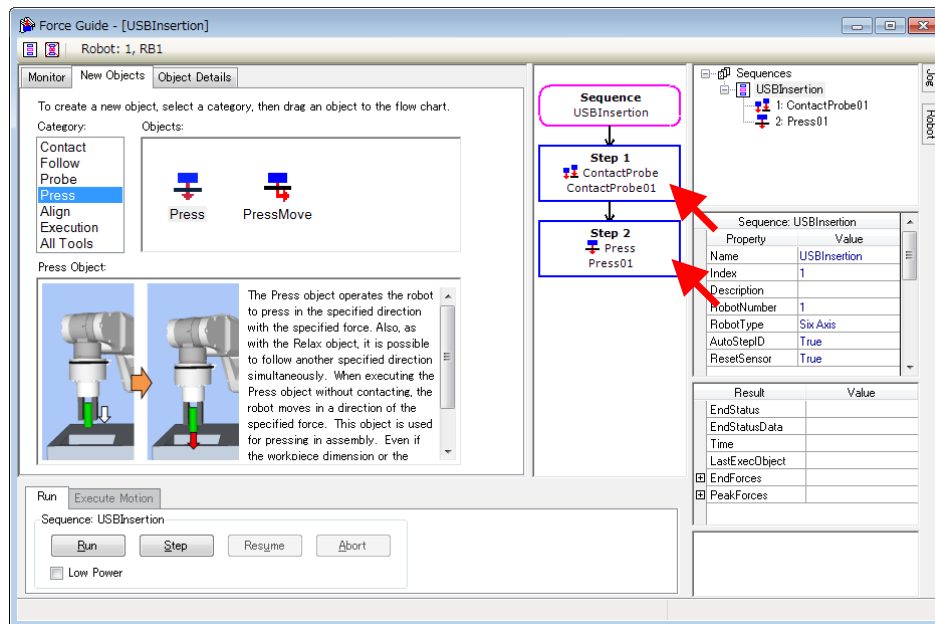 Force Guide - [USBInsertion]
Robot: 1, RB1
Monitor
New Objects
Object Details
To create a new object, select a category, then drag an object to the flow chart.
Category:
Objects:
Contact
Follow
Probe
Press
Align
Execution
All Tools
Press
PressMove
Press Object:
The Press object operates the robot
to press in the specified direction
with the specified force. Also, as
with the Relax object, it is possible
to follow another specified direction
simultaneously. When executing the
Press object without contacting, the
robot moves in a direction of the
specified force. This object is used
for pressing in assembly. Even if
the workpiece dimension or the
Sequence
USBInsertion
Step 1
ContactProbe
ContactProbe01
Step 2
Press
Press01
Sequences
USBInsertion
1: ContactProbe01
2: Press01
Jog
Robot
Sequence: USBInsertion
Property Value
Name USBInsertion
Index 1
Description
RobotNumber 1
RobotType Six Axis
AutoStepID True
ResetSensor True
Result Value
EndStatus
EndStatusData
Time
LastExecObject
EndForces
PeakForces
Run
Execute Motion
Sequence: USBInsertion
Run
Step
Resume
Abort
Low Power